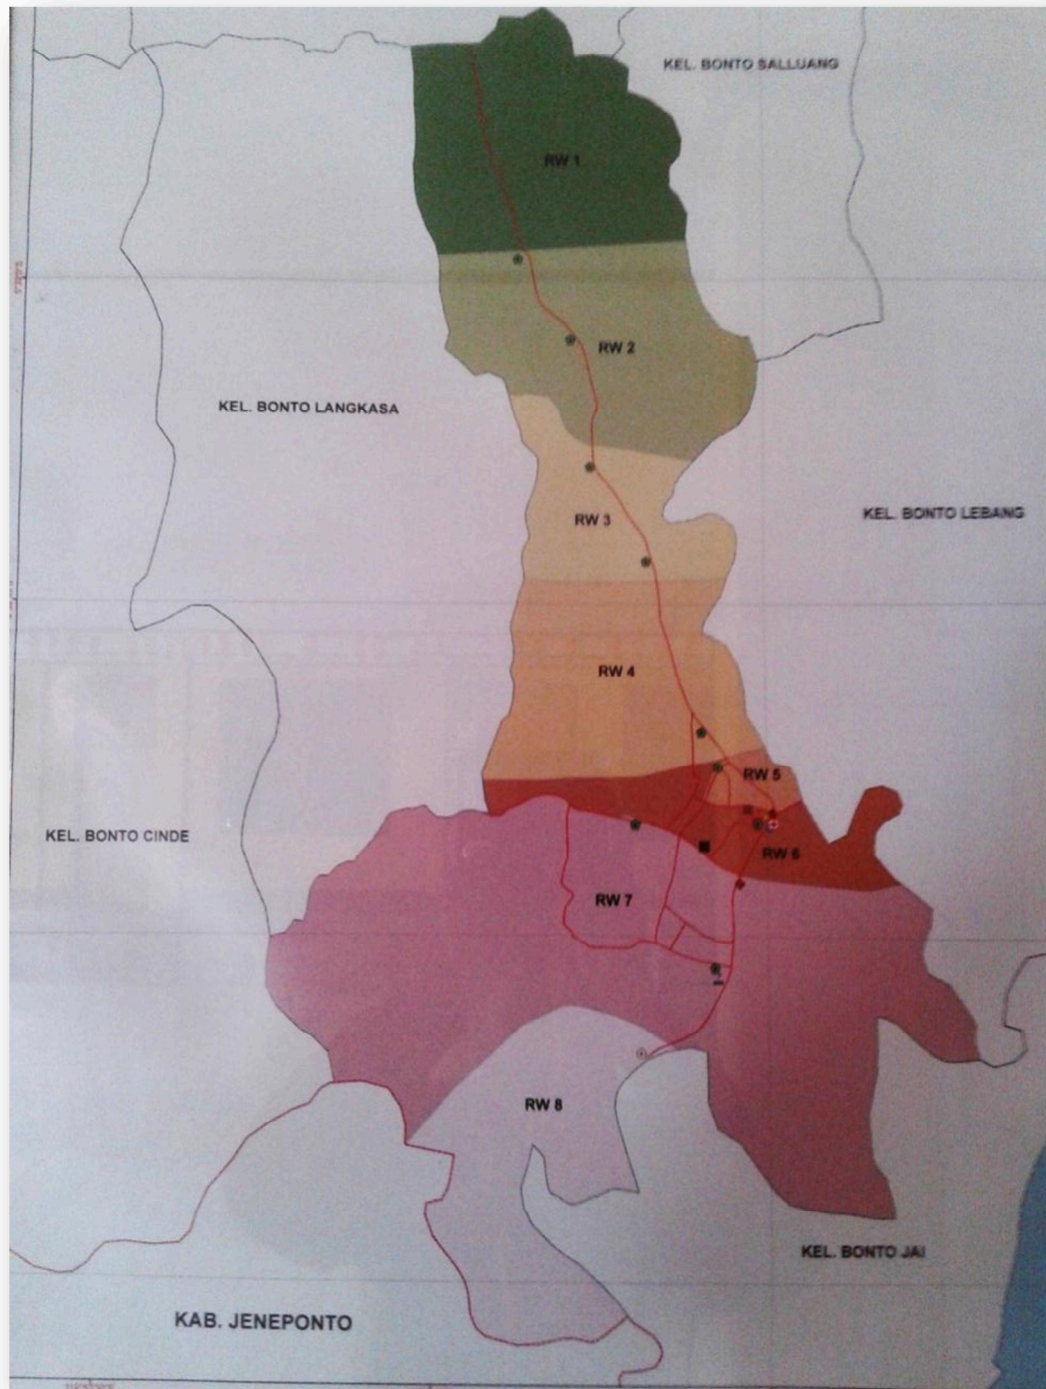 KEL. BONTO SALLUANG
RW 1
RW 2
KEL. BONTO LANGKASA
KEL. BONTO LEBANG
RW 3
RW 4
RW 5
KEL. BONTO CINDE
RW 6
RW 7
RW 8
KEL. BONTO JAI
KAB. JENEPONTO